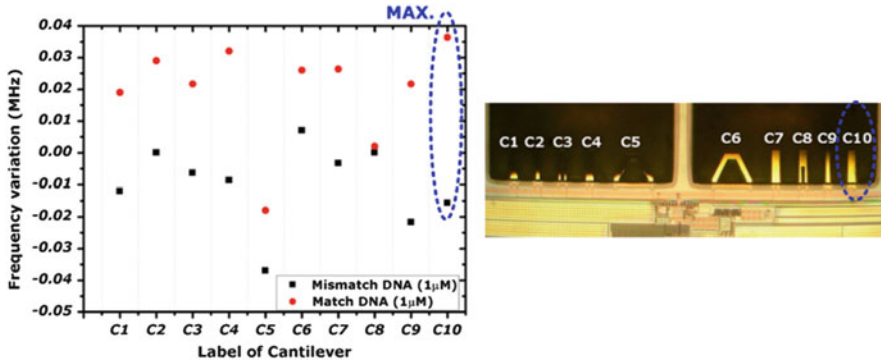 MAX.
0.04
0.03
0.02
0.01
0.00
-0.01
-0.02
-0.03
-0.04
-0.05
Frequency variation (MHz)
Mismatch DNA (1μM)
Match DNA (1μM)
C1 C2 C3 C4 C5 C6 C7 C8 C9 C10
Label of Cantilever
C1 C2 C3 C4 C5 C6 C7 C8 C9 C10